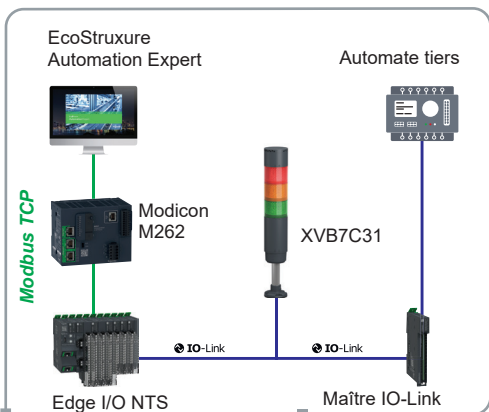 EcoStruxure
Automation Expert
Automate tiers
Modbus TCP
Modicon
M262
XVB7C31
IO-Link
IO-Link
Edge I/O NTS
Maître IO-Link